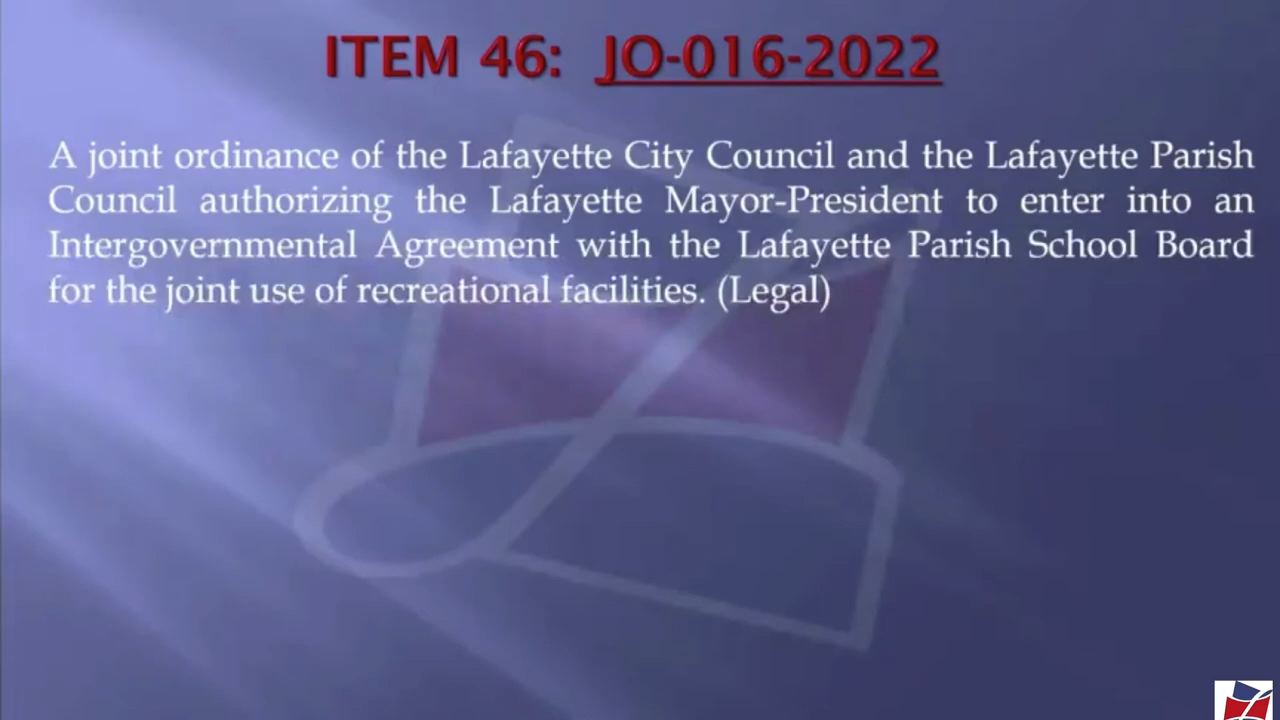 ITEM 46: JO-016-2022
A joint ordinance of the Lafayette City Council and the Lafayette Parish
Council authorizing the Lafayette Mayor-President to enter into an
Intergovernmental Agreement with the Lafayette Parish School Board
for the joint use of recreational facilities. (Legal)